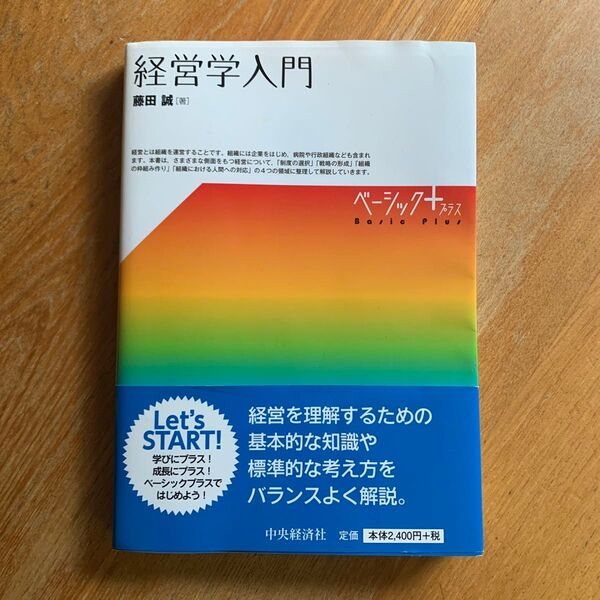 経営学入門
藤田 誠[著]
経営とは組織を運営することです。組織には企業をはじめ，病院や行政組織なども含まれ
ます。本書は，さまざまな側面をもつ経営について，「制度の選択」「戦略の形成」「組織
の枠組み作り」「組織における人間への対応」の4つの領域に整理して解説していきます。
ベーシック+プラス
Basic Plus
Let's
START!
学びにプラス！
成長にプラス！
ベーシックプラスで
はじめよう！
経営を理解するための
基本的な知識や
標準的な考え方を
バランスよく解説。
中央経済社 定価 本体2,400円+税